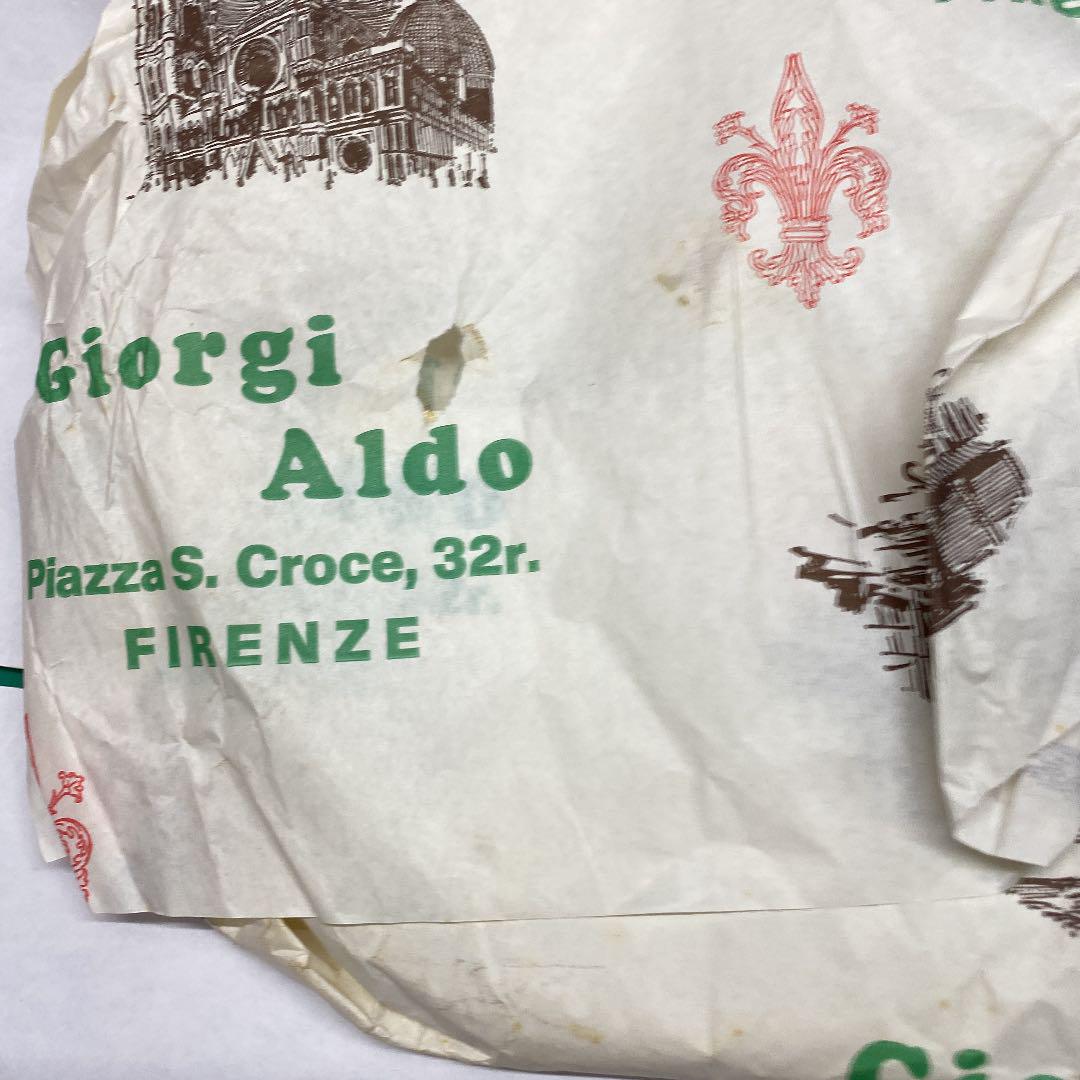 Giorgi
Aldo
Piazza S. Croce, 32r.
FIRENZE